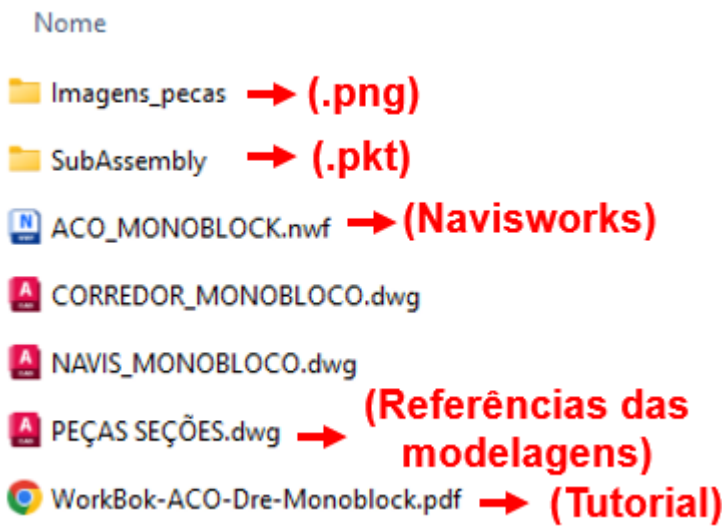 Nome
Imagens_pecas (.png)
SubAssembly (.pkt)
ACO_MONOBLOCK.nwf (Navisworks)
CORREDOR_MONOBLOCO.dwg
NAVIS_MONOBLOCO.dwg
PEÇAS SEÇÕES.dwg (Referências das
modelagens)
WorkBok-ACO-Dre-Monoblock.pdf (Tutorial)